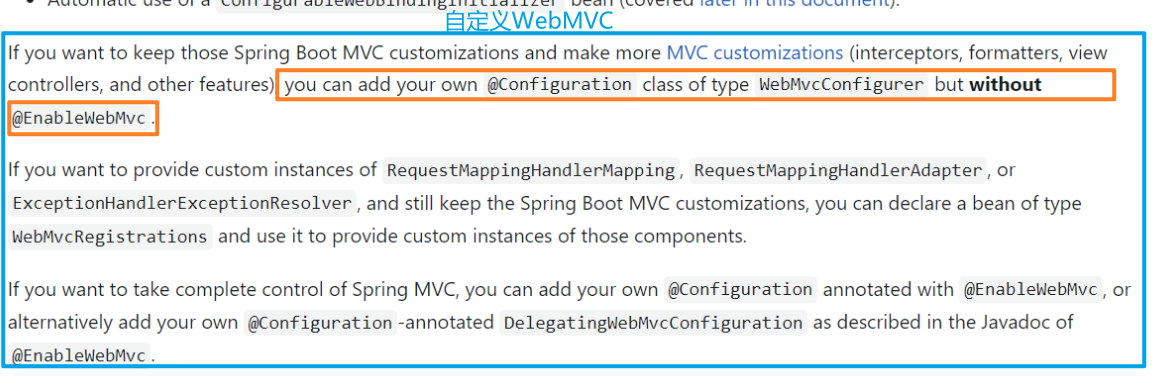 • Automatic use of a ConfigurableWebBindingInitializer bean (covered later in this document).
自定义WebMVC
If you want to keep those Spring Boot MVC customizations and make more MVC customizations (interceptors, formatters, view
controllers, and other features) you can add your own @Configuration class of type WebMvcConfigurer but without
@EnableWebMvc.
If you want to provide custom instances of RequestMappingHandlerMapping, RequestMappingHandlerAdapter, or
ExceptionHandlerExceptionResolver, and still keep the Spring Boot MVC customizations, you can declare a bean of type
WebMvcRegistrations and use it to provide custom instances of those components.
If you want to take complete control of Spring MVC, you can add your own @Configuration annotated with @EnableWebMvc, or
alternatively add your own @Configuration-annotated DelegatingWebMvcConfiguration as described in the Javadoc of
@EnableWebMvc.